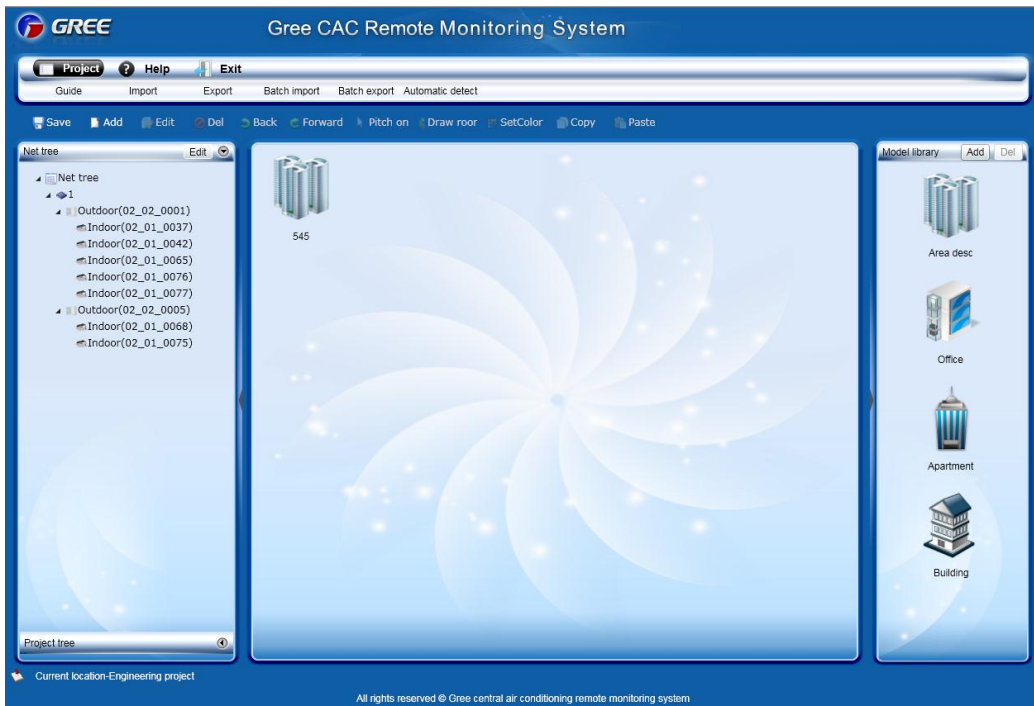 GREE
Gree CAC Remote Monitoring System
Project Help Exit
Guide Import Export Batch import Batch export Automatic detect
Save Add Edit Del Back Forward Pitch on Draw roor SetColor Copy Paste
Net tree Edit
Net tree
1
Outdoor(02_02_0001)
Indoor(02_01_0037)
Indoor(02_01_0042)
Indoor(02_01_0065)
Indoor(02_01_0076)
Indoor(02_01_0077)
Outdoor(02_02_0005)
Indoor(02_01_0068)
Indoor(02_01_0075)
Project tree
545
Model library Add Del
Area desc
Office
Apartment
Building
Current location-Engineering project
All rights reserved © Gree central air conditioning remote monitoring system